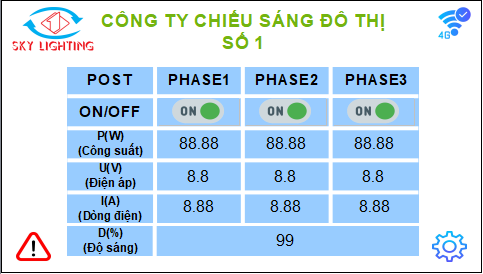 SKY LIGHTING
CÔNG TY CHIẾU SÁNG ĐÔ THỊ
SỐ 1
4G
POST PHASE1 PHASE2 PHASE3
ON/OFF ON ON ON
P(W)
(Công suất) 88.88 88.88 88.88
U(V)
(Điện áp) 8.8 8.8 8.8
I(A)
(Dòng điện) 8.88 8.88 8.88
D(%)
(Độ sáng) 99